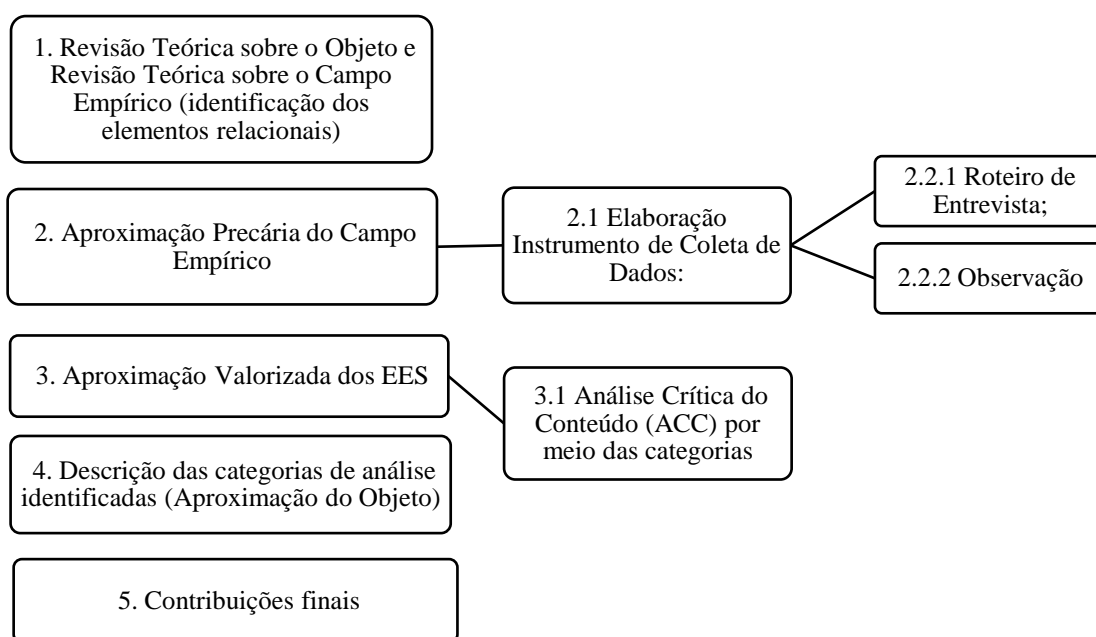 1. Revisão Teórica sobre o Objeto e
Revisão Teórica sobre o Campo
Empírico (identificação dos
elementos relacionais)
2. Aproximação Precária do Campo
Empírico
2.1 Elaboração
Instrumento de Coleta de
Dados:
2.2.1 Roteiro de
Entrevista;
2.2.2 Observação
3. Aproximação Valorizada dos EES
3.1 Análise Crítica do
Conteúdo (ACC) por
meio das categorias
4. Descrição das categorias de análise
identificadas (Aproximação do Objeto)
5. Contribuições finais